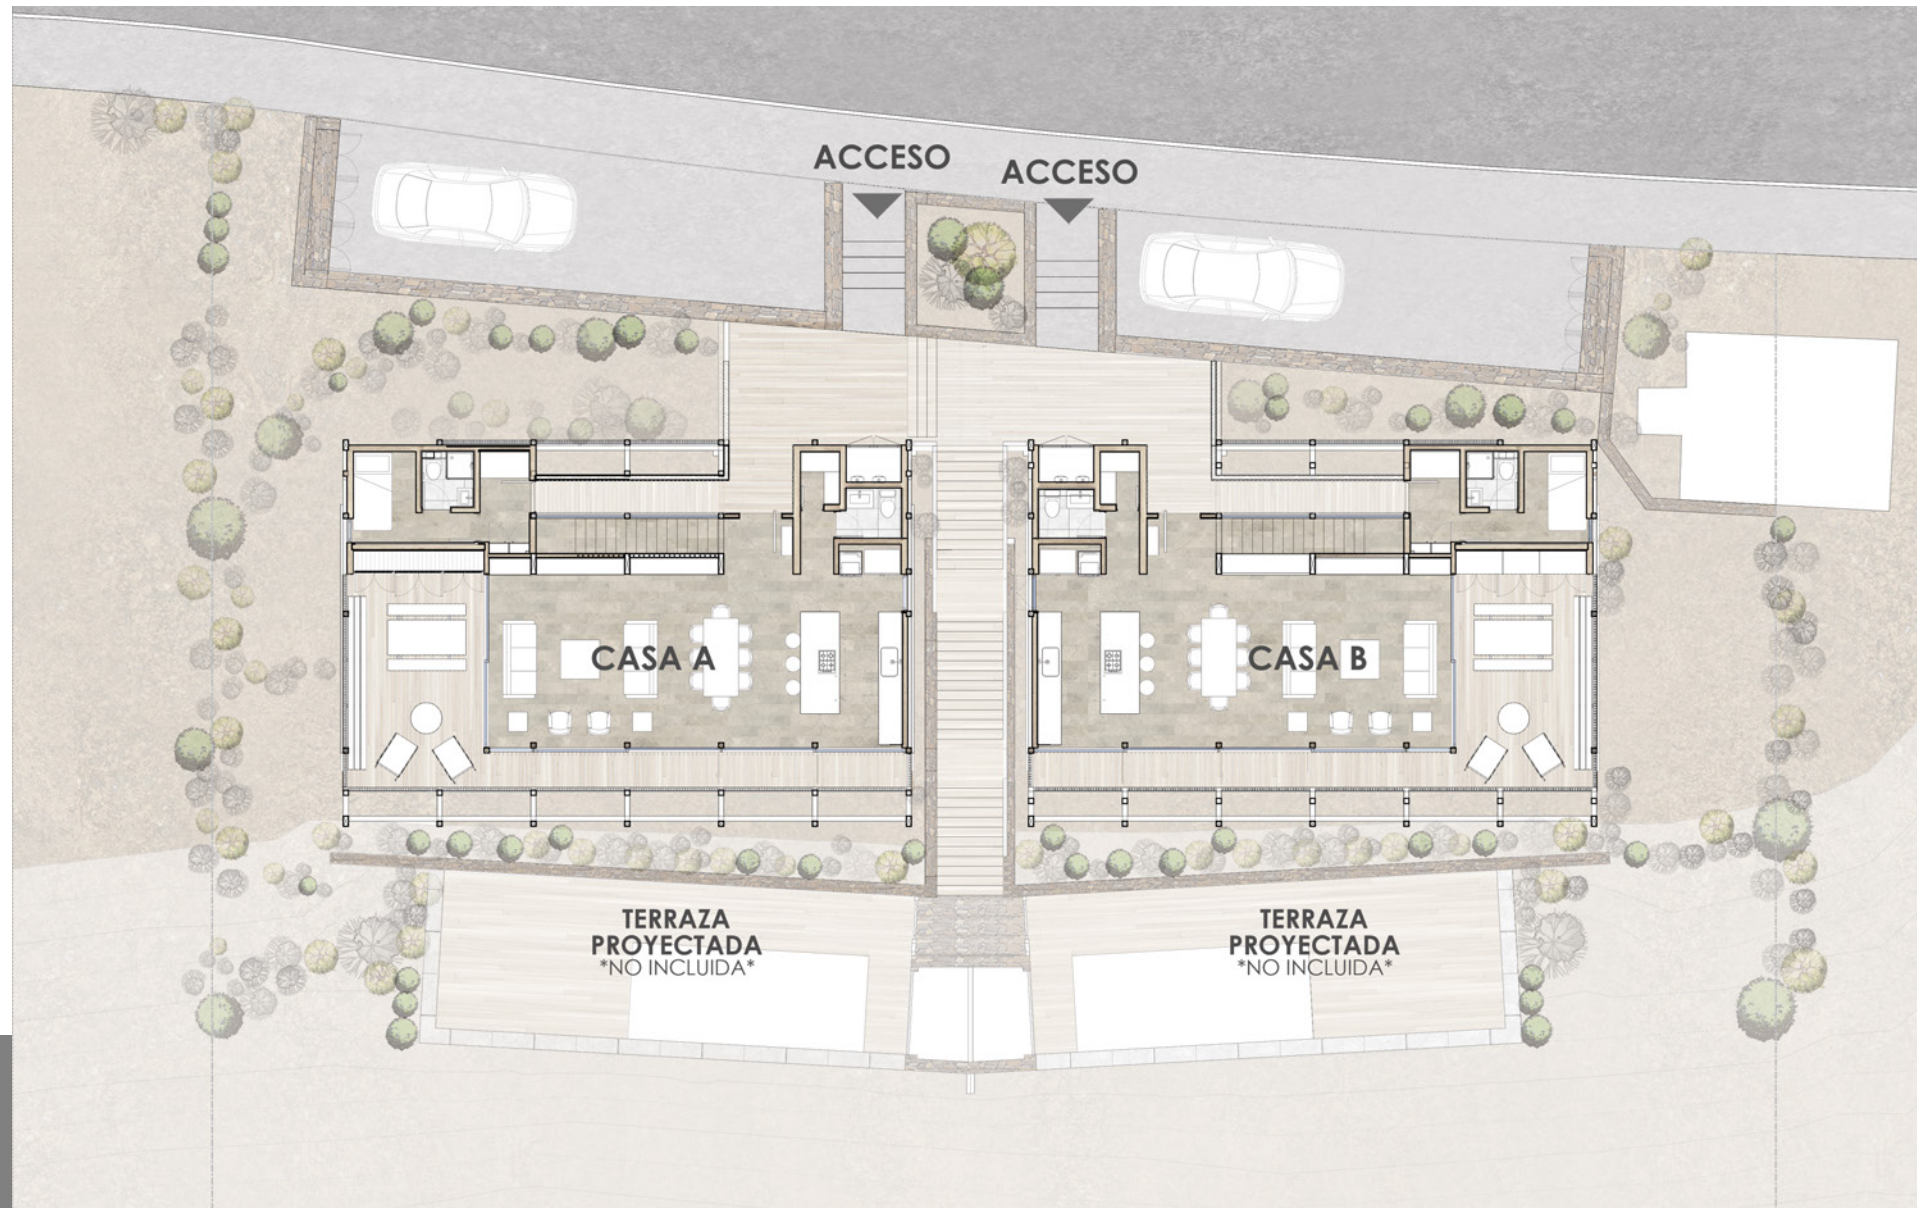 ACCESO
ACCESO
CASA A
CASA B
TERRAZA
PROYECTADA
*NO INCLUIDA*
TERRAZA
PROYECTADA
*NO INCLUIDA*